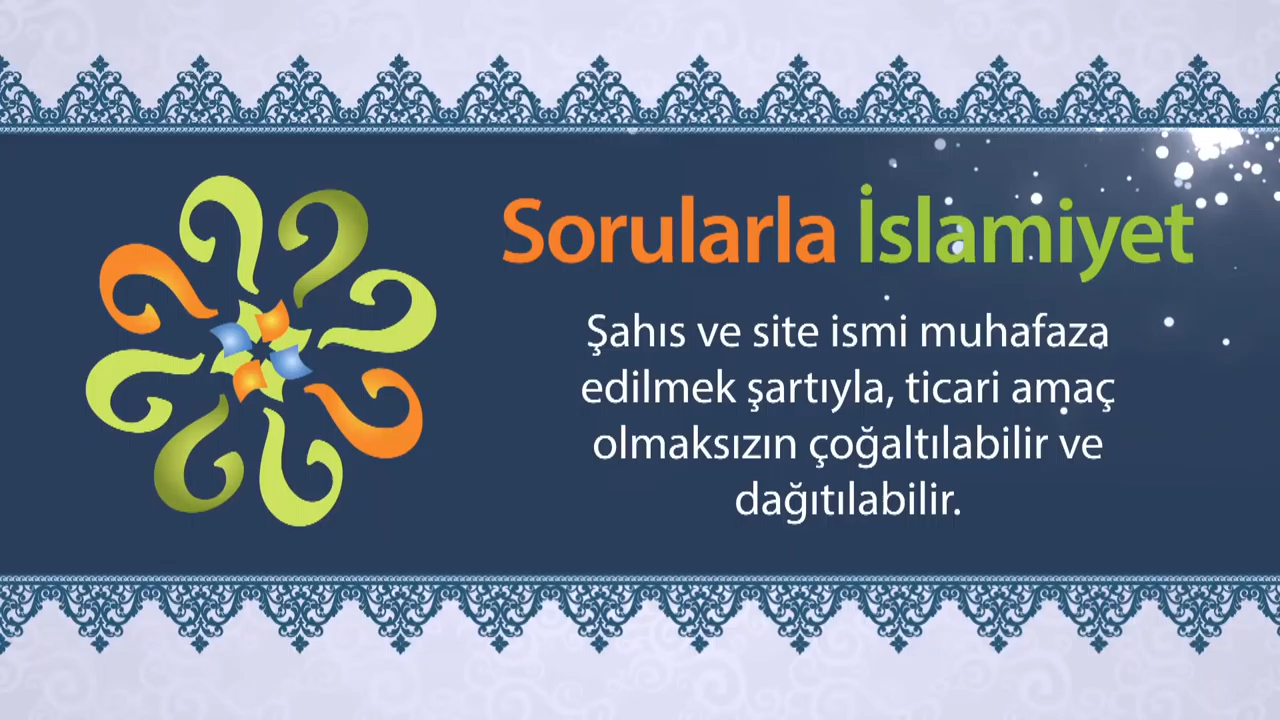 Sorularla İslamiyet
Şahıs ve site ismi muhafaza
edilmek şartıyla, ticari amaç
olmaksızın çoğaltılabilir ve
dağıtılabilir.